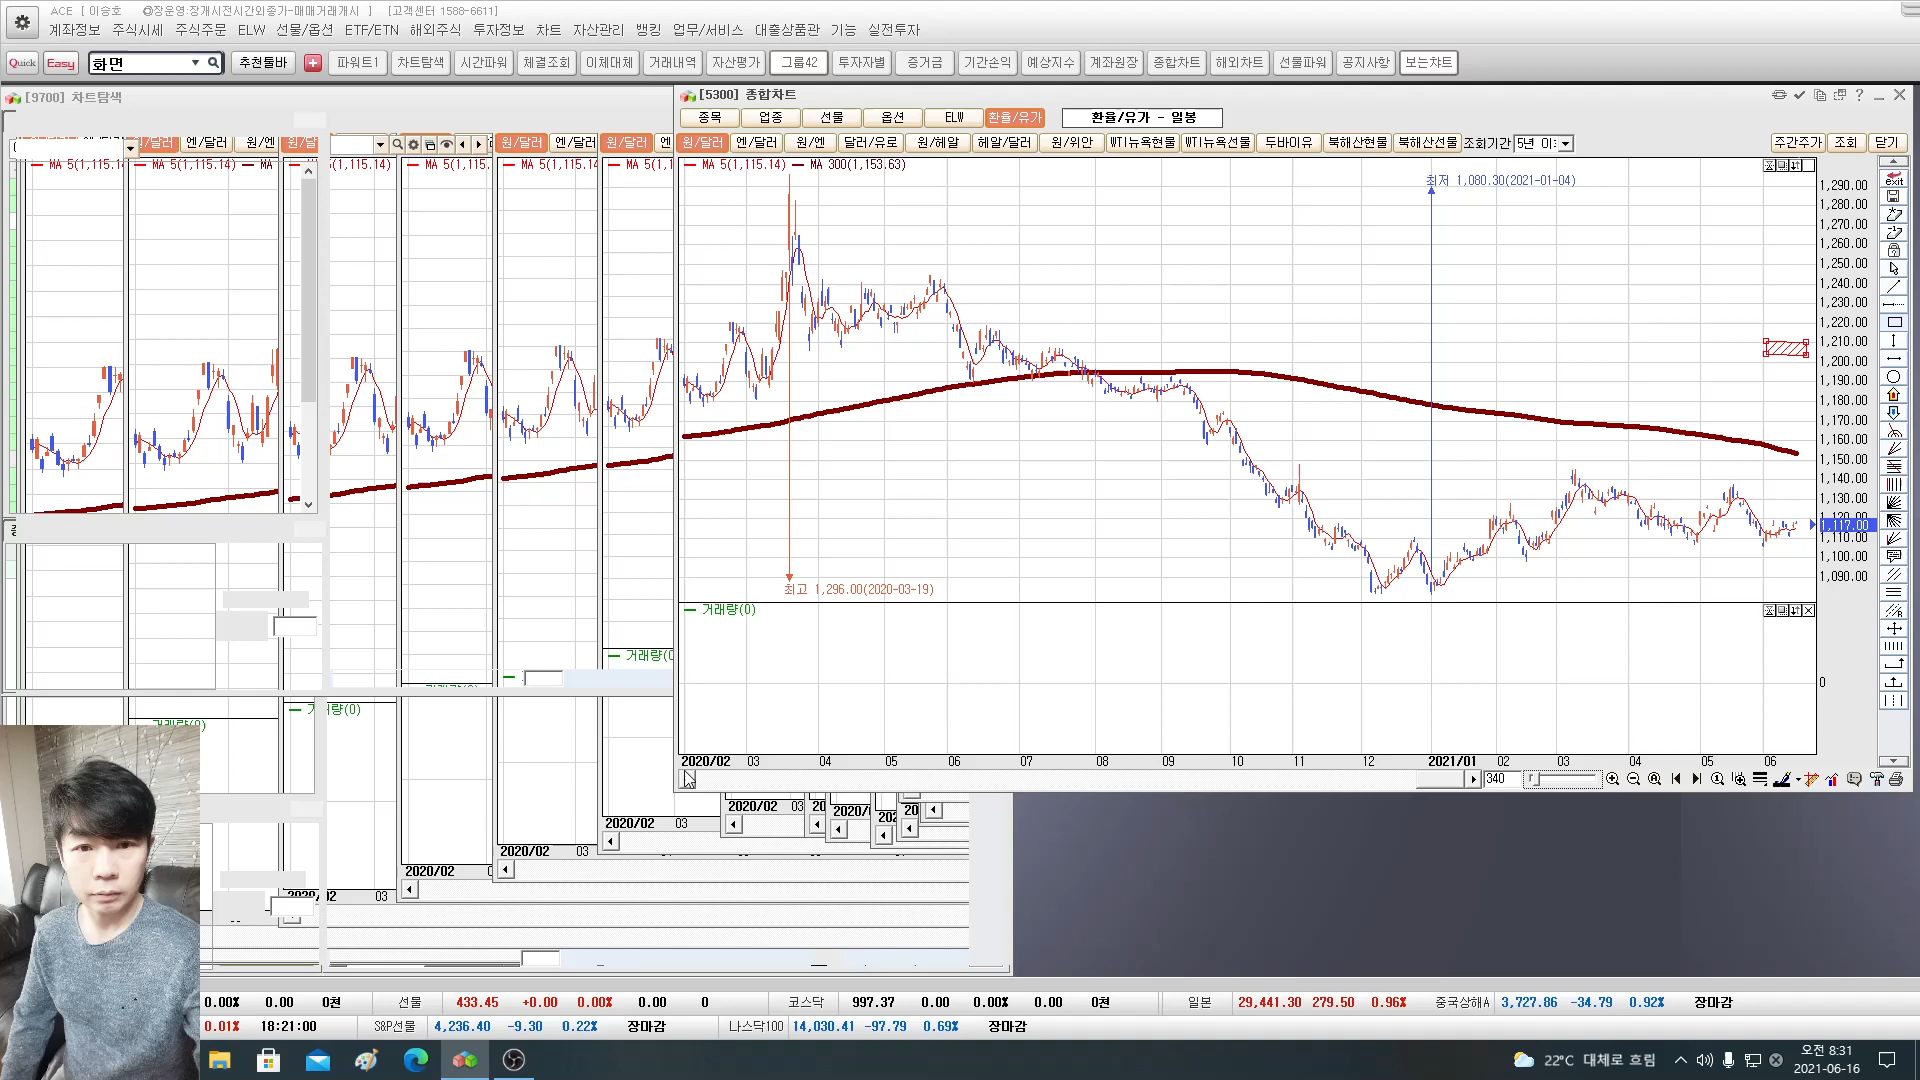 ACE [ 이승호 @장운영:장개시전시간외종가-매매거래개시 ] [고객센터 1588-6611]
계좌정보 주식시세 주식주문 ELW 선물/옵션 ETF/ETN 해외주식 투자정보 차트 자산관리 뱅킹 업무/서비스 대출상품관 기능 실전투자
Quick Easy 화면 추천툴바 파워트1 차트탐색 시간파워 체결조회 이체대체 거래내역 자산평가 그룹42 투자자별 증거금 기간손익 예상지수 계좌원장 종합차트 해외차트 선물파워 공지사항 보는챠트
[9700] 차트탐색
[5300] 종합차트
종목 업종 선물 옵션 ELW 환율/유가 환율/유가 - 일봉
원/달러 엔/달러 원/엔 달러/유로 원/헤알 헤알/달러 원/위안 WTI뉴욕현물 WTI뉴욕선물 두바이유 북해산현물 북해산선물 조회기간 주간주가 조회 닫기
MA 5(1,115.14) MA 300(1,153.63)
최저 1,080.30(2021-01-04)
1,290.00
1,280.00
1,270.00
1,260.00
1,250.00
1,240.00
1,230.00
1,220.00
1,210.00
1,200.00
1,190.00
1,180.00
1,170.00
1,160.00
1,150.00
1,140.00
1,130.00
1,120.00
1,117.00
1,110.00
1,100.00
1,090.00
최고 1,296.00(2020-03-19)
거래량(0)
0
2020/02 03 04 05 06 07 08 09 10 11 12 2021/01 02 03 04 05 06
340
2020/02 03
2020/02 03
2020/02 03
2020/02
0.00% 0.00 0천 선물 433.45 +0.00 0.00% 0.00 0 코스닥 997.37 0.00 0.00% 0.00 0천 일본 29,441.30 279.50 0.96% 중국상해A 3,727.86 -34.79 0.92% 장마감
0.01% 18:21:00 S&P선물 4,236.40 -9.30 0.22% 장마감 나스닥100 14,030.41 -97.79 0.69% 장마감
22°C 대체로 흐림 오전 8:31
2021-06-16